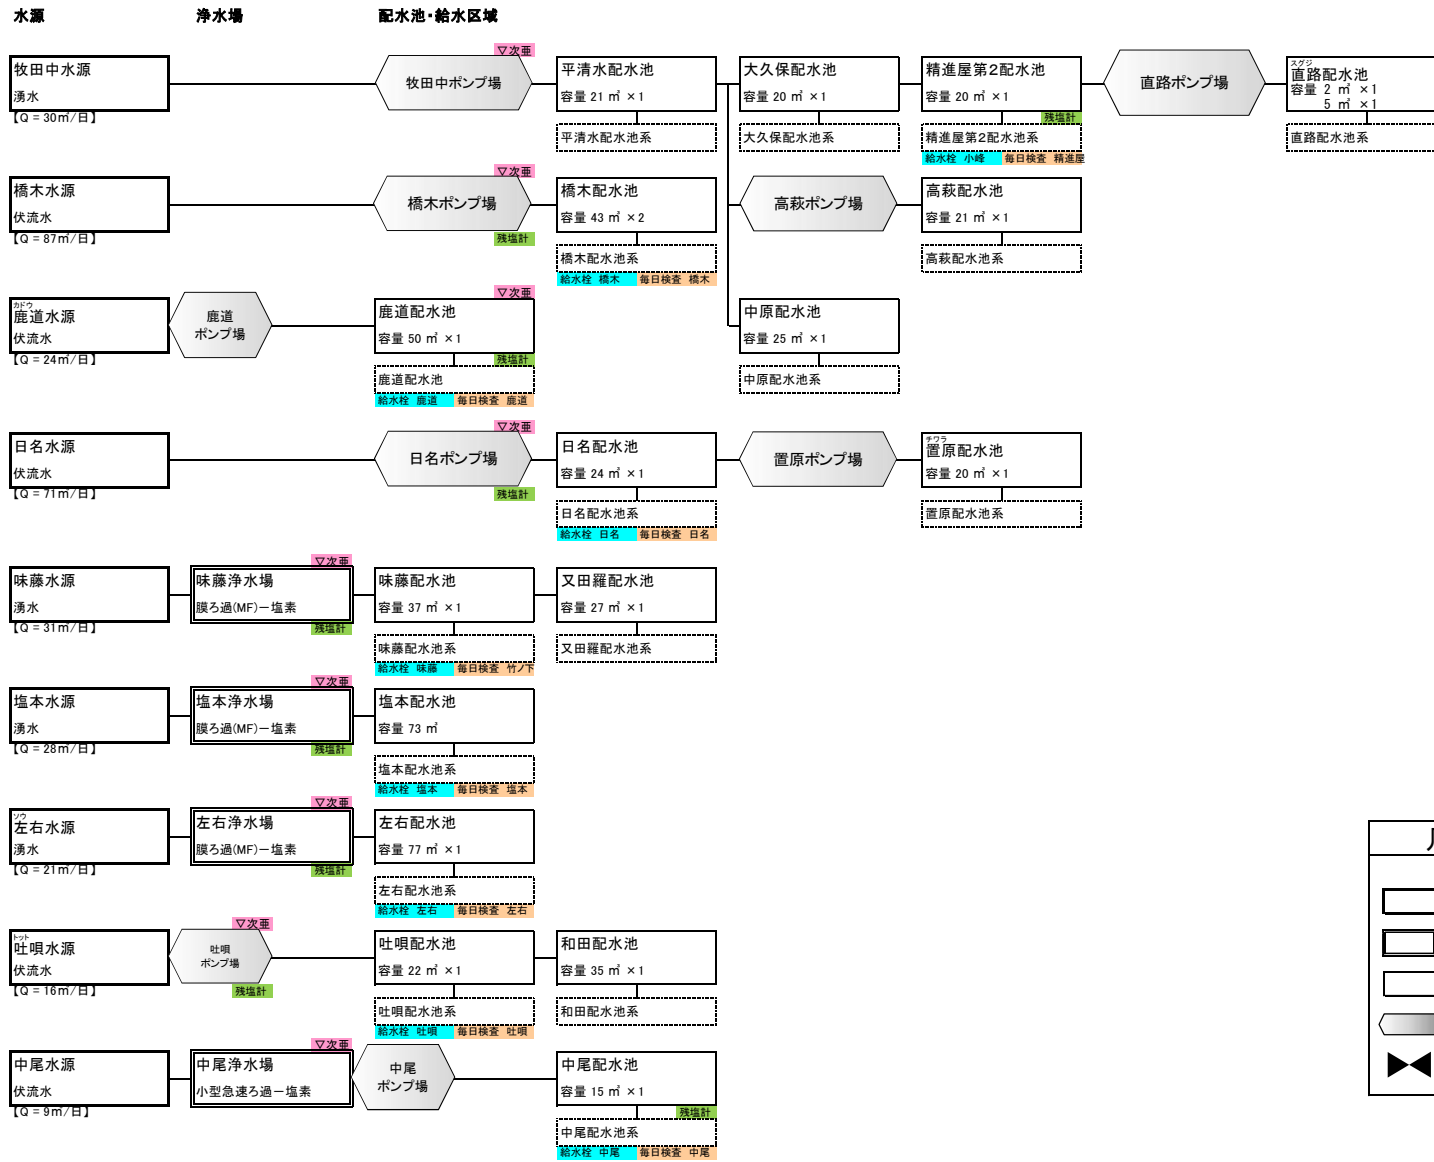 水源 浄水場 配水池・給水区域
▽次亜
牧田中水源
湧水
【Q = 30㎥/日】
牧田中ポンプ場
平清水配水池
容量 21 ㎥ ×1
平清水配水池系
大久保配水池
容量 20 ㎥ ×1
大久保配水池系
精進屋第2配水池
容量 20 ㎥ ×1
残塩計
精進屋第2配水池系
給水栓 小峰 毎日検査 精進屋
直路ポンプ場
スグジ
直路配水池
容量 2 ㎥ ×1
5 ㎥ ×1
直路配水池系
▽次亜
橋木水源
伏流水
【Q = 87㎥/日】
橋木ポンプ場
残塩計
橋木配水池
容量 43 ㎥ ×2
橋木配水池系
給水栓 橋木 毎日検査 橋木
高萩ポンプ場
高萩配水池
容量 21 ㎥ ×1
高萩配水池系
▽次亜
カドウ
鹿道水源
伏流水
【Q = 24㎥/日】
鹿道
ポンプ場
鹿道配水池
容量 50 ㎥ ×1
残塩計
鹿道配水池
給水栓 鹿道 毎日検査 鹿道
中原配水池
容量 25 ㎥ ×1
中原配水池系
▽次亜
日名水源
伏流水
【Q = 71㎥/日】
日名ポンプ場
残塩計
日名配水池
容量 24 ㎥ ×1
日名配水池系
給水栓 日名 毎日検査 日名
置原ポンプ場
チワラ
置原配水池
容量 20 ㎥ ×1
置原配水池系
▽次亜
味藤水源
湧水
【Q = 31㎥/日】
味藤浄水場
膜ろ過(MF)－塩素
残塩計
味藤配水池
容量 37 ㎥ ×1
味藤配水池系
給水栓 味藤 毎日検査 竹ノ下
又田羅配水池
容量 27 ㎥ ×1
又田羅配水池系
▽次亜
塩本水源
湧水
【Q = 28㎥/日】
塩本浄水場
膜ろ過(MF)－塩素
残塩計
塩本配水池
容量 73 ㎥
塩本配水池系
給水栓 塩本 毎日検査 塩本
▽次亜
ソウ
左右水源
湧水
【Q = 21㎥/日】
左右浄水場
膜ろ過(MF)－塩素
残塩計
左右配水池
容量 77 ㎥ ×1
左右配水池系
給水栓 左右 毎日検査 左右
▽次亜
トット
吐唄水源
伏流水
【Q = 16㎥/日】
吐唄
ポンプ場
残塩計
吐唄配水池
容量 22 ㎥ ×1
吐唄配水池系
給水栓 吐唄 毎日検査 吐唄
和田配水池
容量 35 ㎥ ×1
和田配水池系
▽次亜
中尾水源
伏流水
【Q = 9㎥/日】
中尾浄水場
小型急速ろ過－塩素
中尾
ポンプ場
中尾配水池
容量 15 ㎥ ×1
残塩計
中尾配水池系
給水栓 中尾 毎日検査 中尾